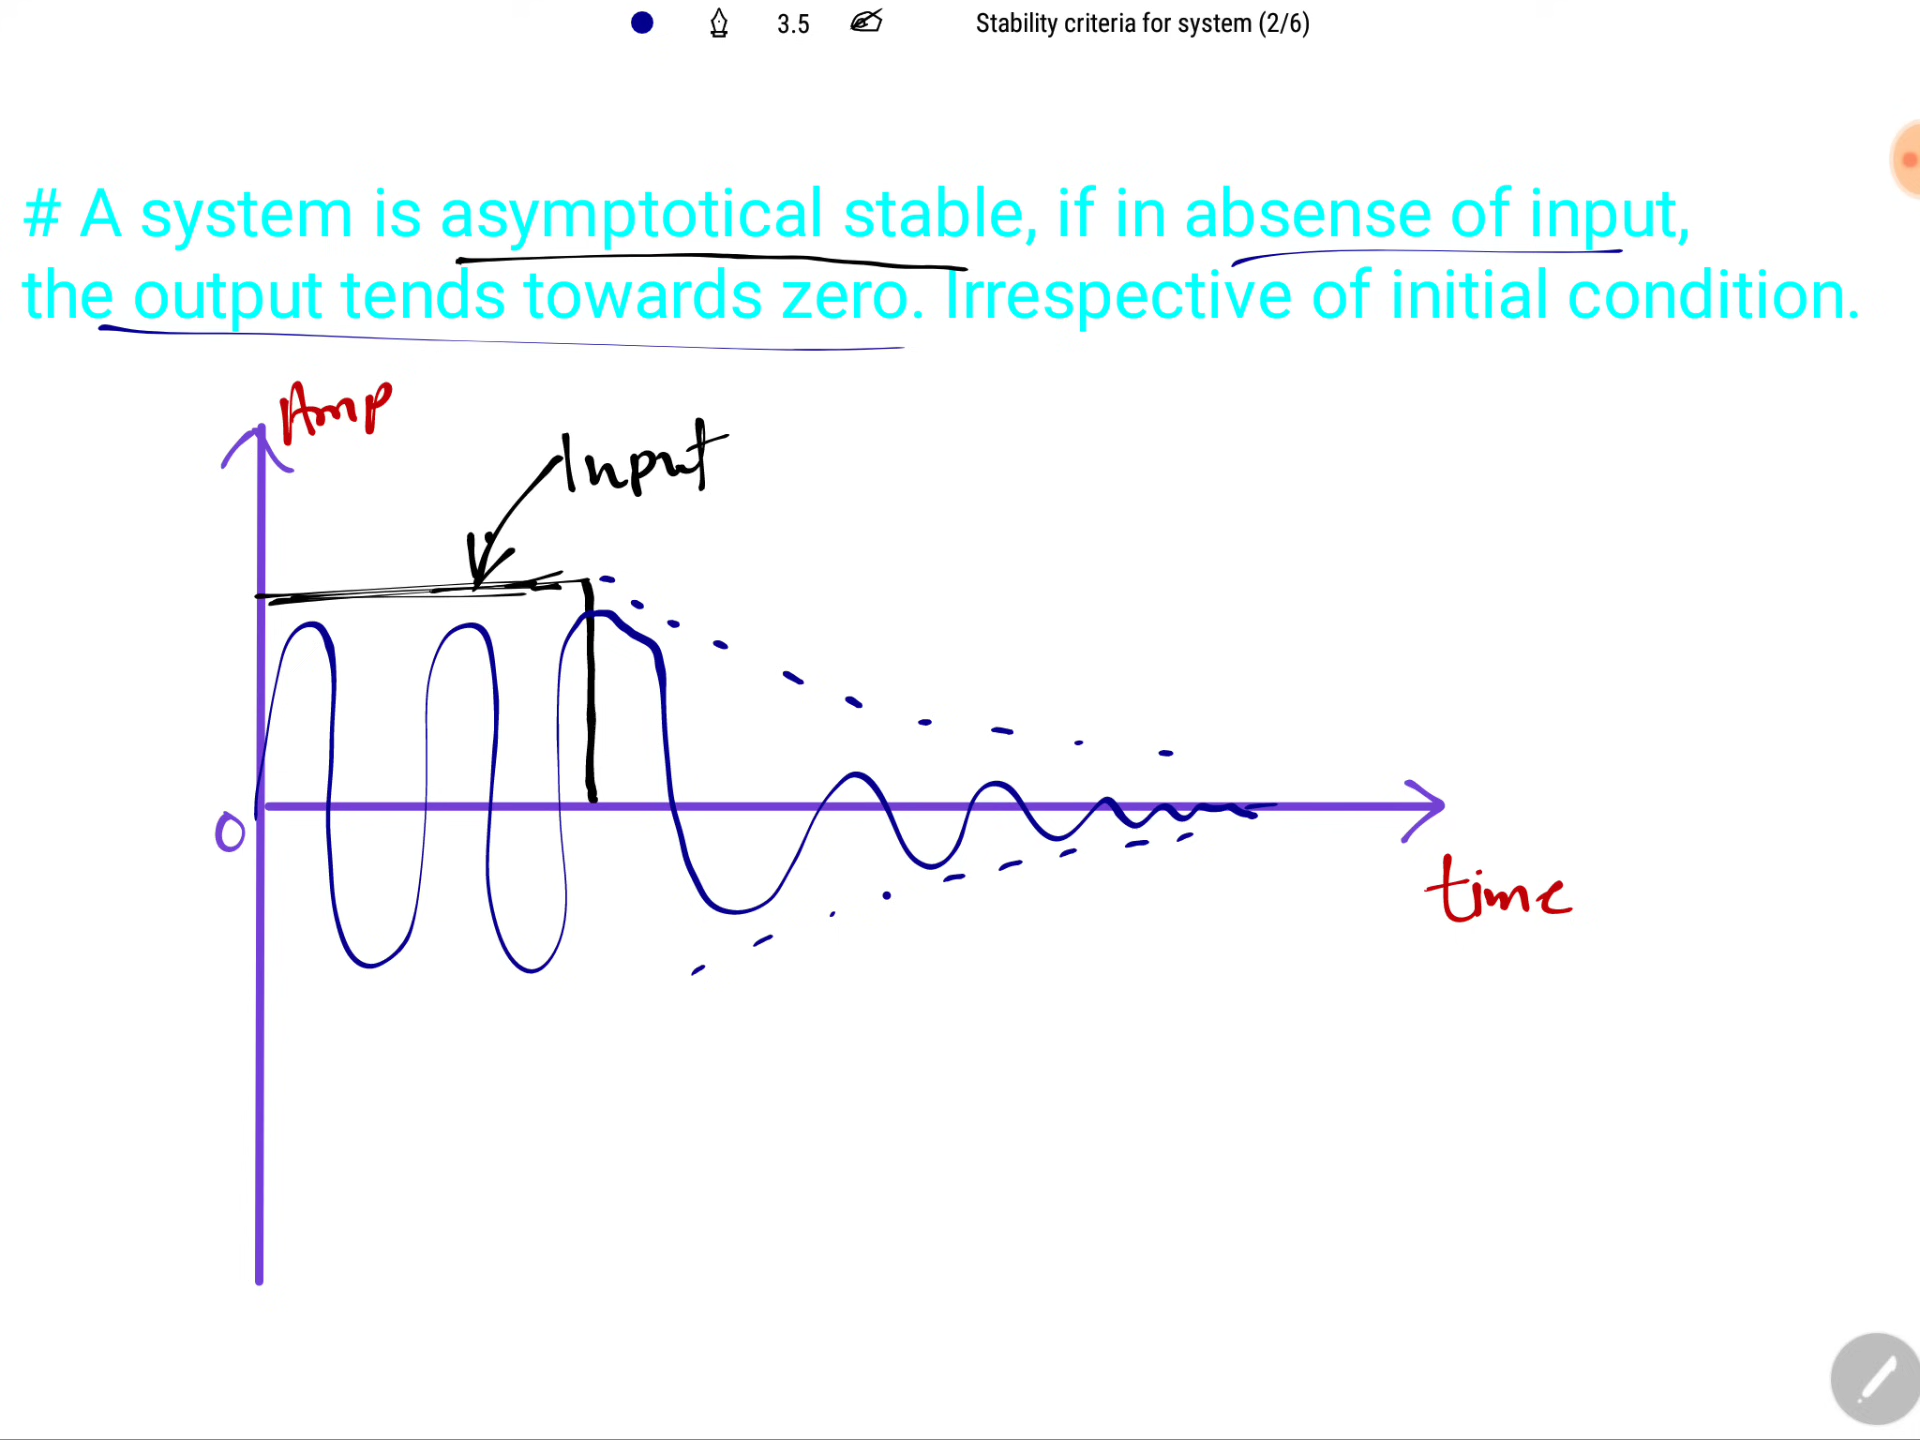 3.5 Stability criteria for system (2/6)
# A system is asymptotical stable, if in absense of input,
the output tends towards zero. Irrespective of initial condition.
Amp
Input
0
time